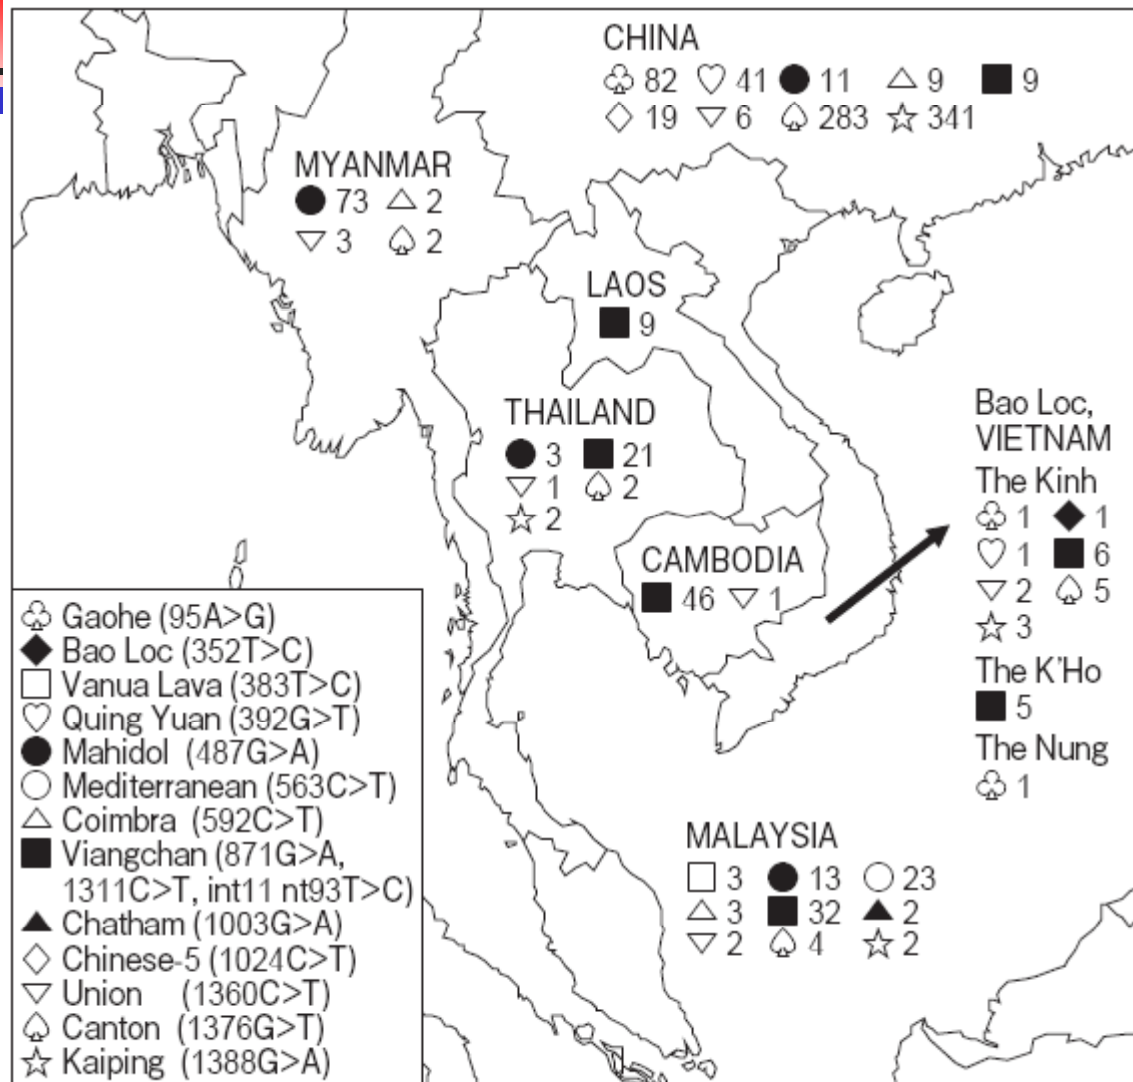 CHINA
82 41 11 9 9
19 6 283 341
MYANMAR
73 2
3 2
LAOS
9
THAILAND
3 21
1 2
2
CAMBODIA
46 1
Bao Loc,
VIETNAM
The Kinh
1 1
1 6
2 5
3
The K'Ho
5
The Nung
1
MALAYSIA
3 13 23
3 32 2
2 4 2
Gaohe (95A>G)
Bao Loc (352T>C)
Vanua Lava (383T>C)
Quing Yuan (392G>T)
Mahidol (487G>A)
Mediterranean (563C>T)
Coimbra (592C>T)
Viangchan (871G>A,
1311C>T, int11 nt93T>C)
Chatham (1003G>A)
Chinese-5 (1024C>T)
Union (1360C>T)
Canton (1376G>T)
Kaiping (1388G>A)